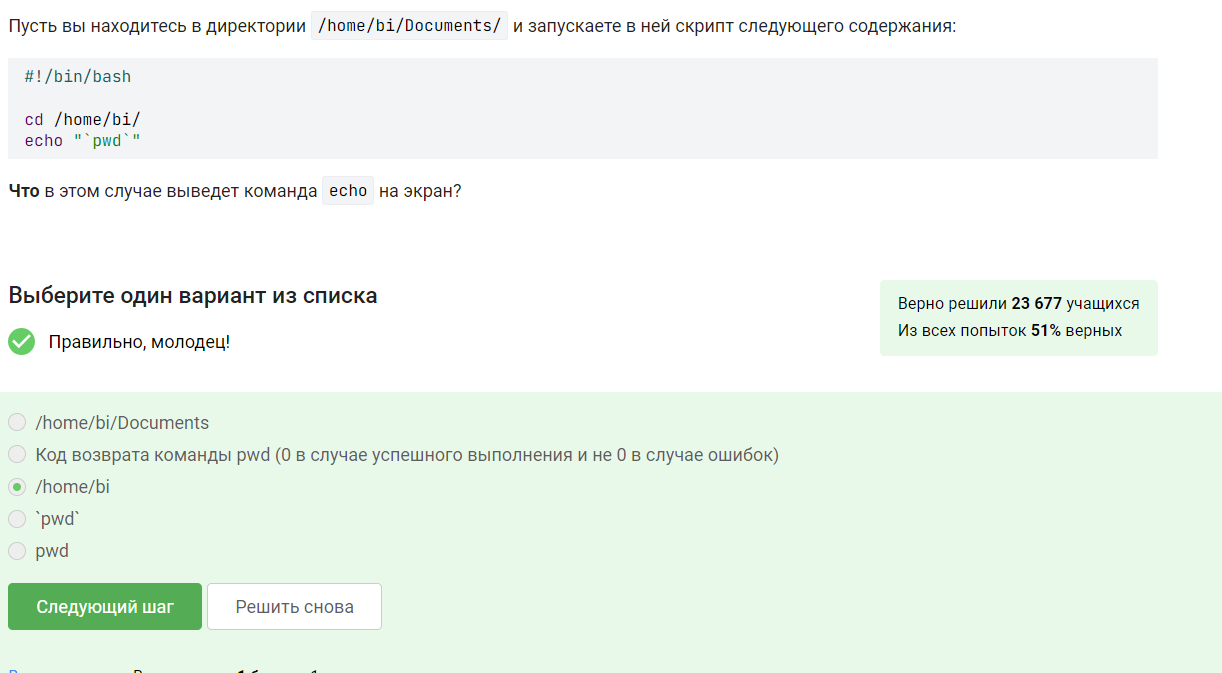 Пусть вы находитесь в директории /home/bi/Documents/ и запускаете в ней скрипт следующего содержания:
#!/bin/bash
cd /home/bi/
echo "`pwd`"
Что в этом случае выведет команда echo на экран?
Выберите один вариант из списка
Верно решили 23 677 учащихся
Из всех попыток 51% верных
Правильно, молодец!
/home/bi/Documents
Код возврата команды pwd (0 в случае успешного выполнения и не 0 в случае ошибок)
/home/bi
`pwd`
pwd
Следующий шаг
Решить снова